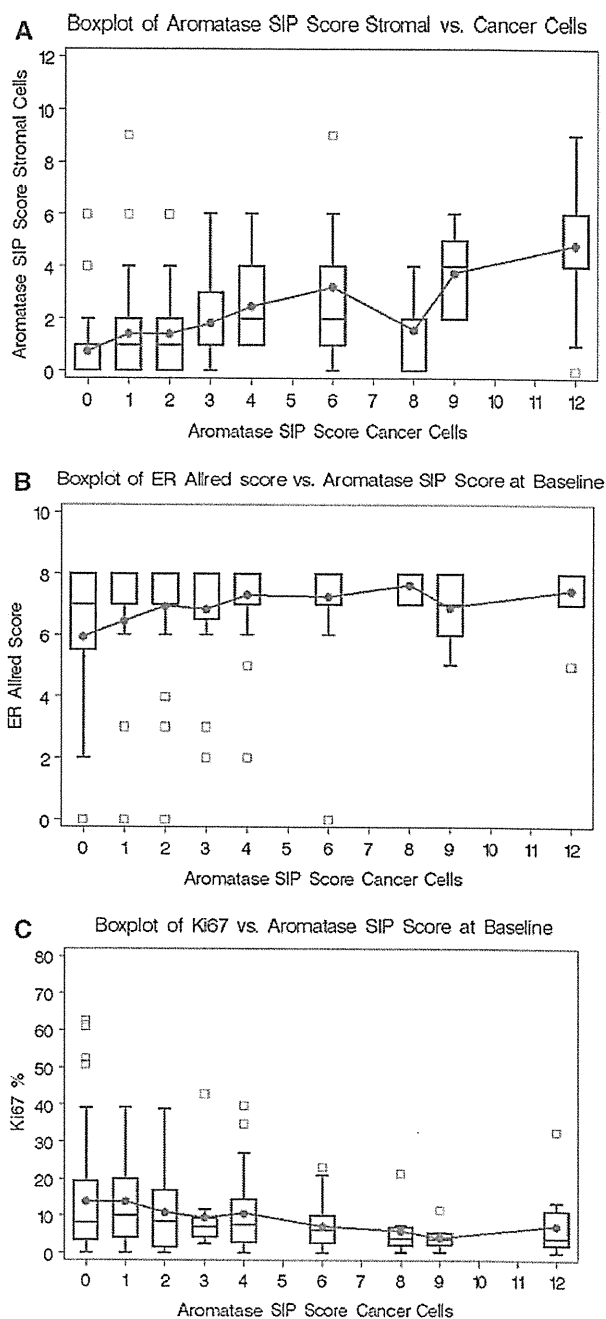 A
Boxplot of Aromatase SIP Score Stromal vs. Cancer Cells
Aromatase SIP Score Stromal Cells
12
10
8
6
4
2
0
0 1 2 3 4 5 6 7 8 9 10 11 12
Aromatase SIP Score Cancer Cells
B
Boxplot of ER Allred score vs. Aromatase SIP Score at Baseline
ER Allred Score
10
8
6
4
2
0
0 1 2 3 4 5 6 7 8 9 10 11 12
Aromatase SIP Score Cancer Cells
C
Boxplot of Ki67 vs. Aromatase SIP Score at Baseline
Ki67 %
80
70
60
50
40
30
20
10
0
0 1 2 3 4 5 6 7 8 9 10 11 12
Aromatase SIP Score Cancer Cells